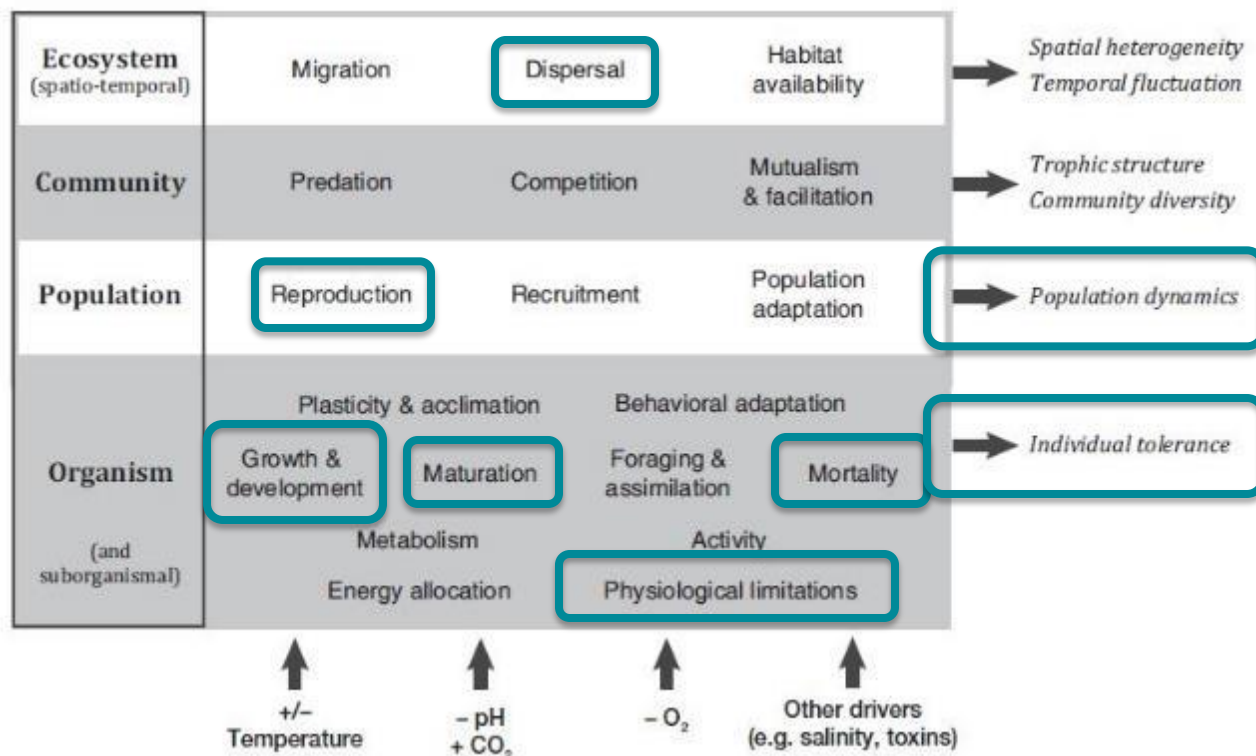 Ecosystem
(spatio-temporal)
Migration
Dispersal
Habitat
availability
Spatial heterogeneity
Temporal fluctuation
Community
Predation
Competition
Mutualism
& facilitation
Trophic structure
Community diversity
Population
Reproduction
Recruitment
Population
adaptation
Population dynamics
Organism
(and
suborganismal)
Plasticity & acclimation
Behavioral adaptation
Growth &
development
Maturation
Foraging &
assimilation
Mortality
Individual tolerance
Metabolism
Activity
Energy allocation
Physiological limitations
+/–
Temperature
– pH
+ CO₂
– O₂
Other drivers
(e.g. salinity, toxins)